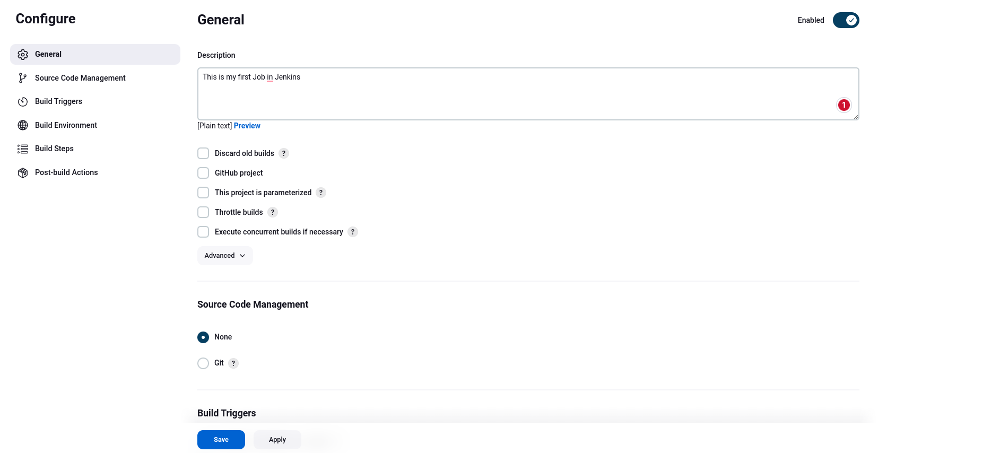 Configure
General
Source Code Management
Build Triggers
Build Environment
Build Steps
Post-build Actions
General
Enabled
Description
This is my first Job in Jenkins
1
[Plain text] Preview
Discard old builds ?
GitHub project
This project is parameterized ?
Throttle builds ?
Execute concurrent builds if necessary ?
Advanced
Source Code Management
None
Git ?
Build Triggers
Save Apply